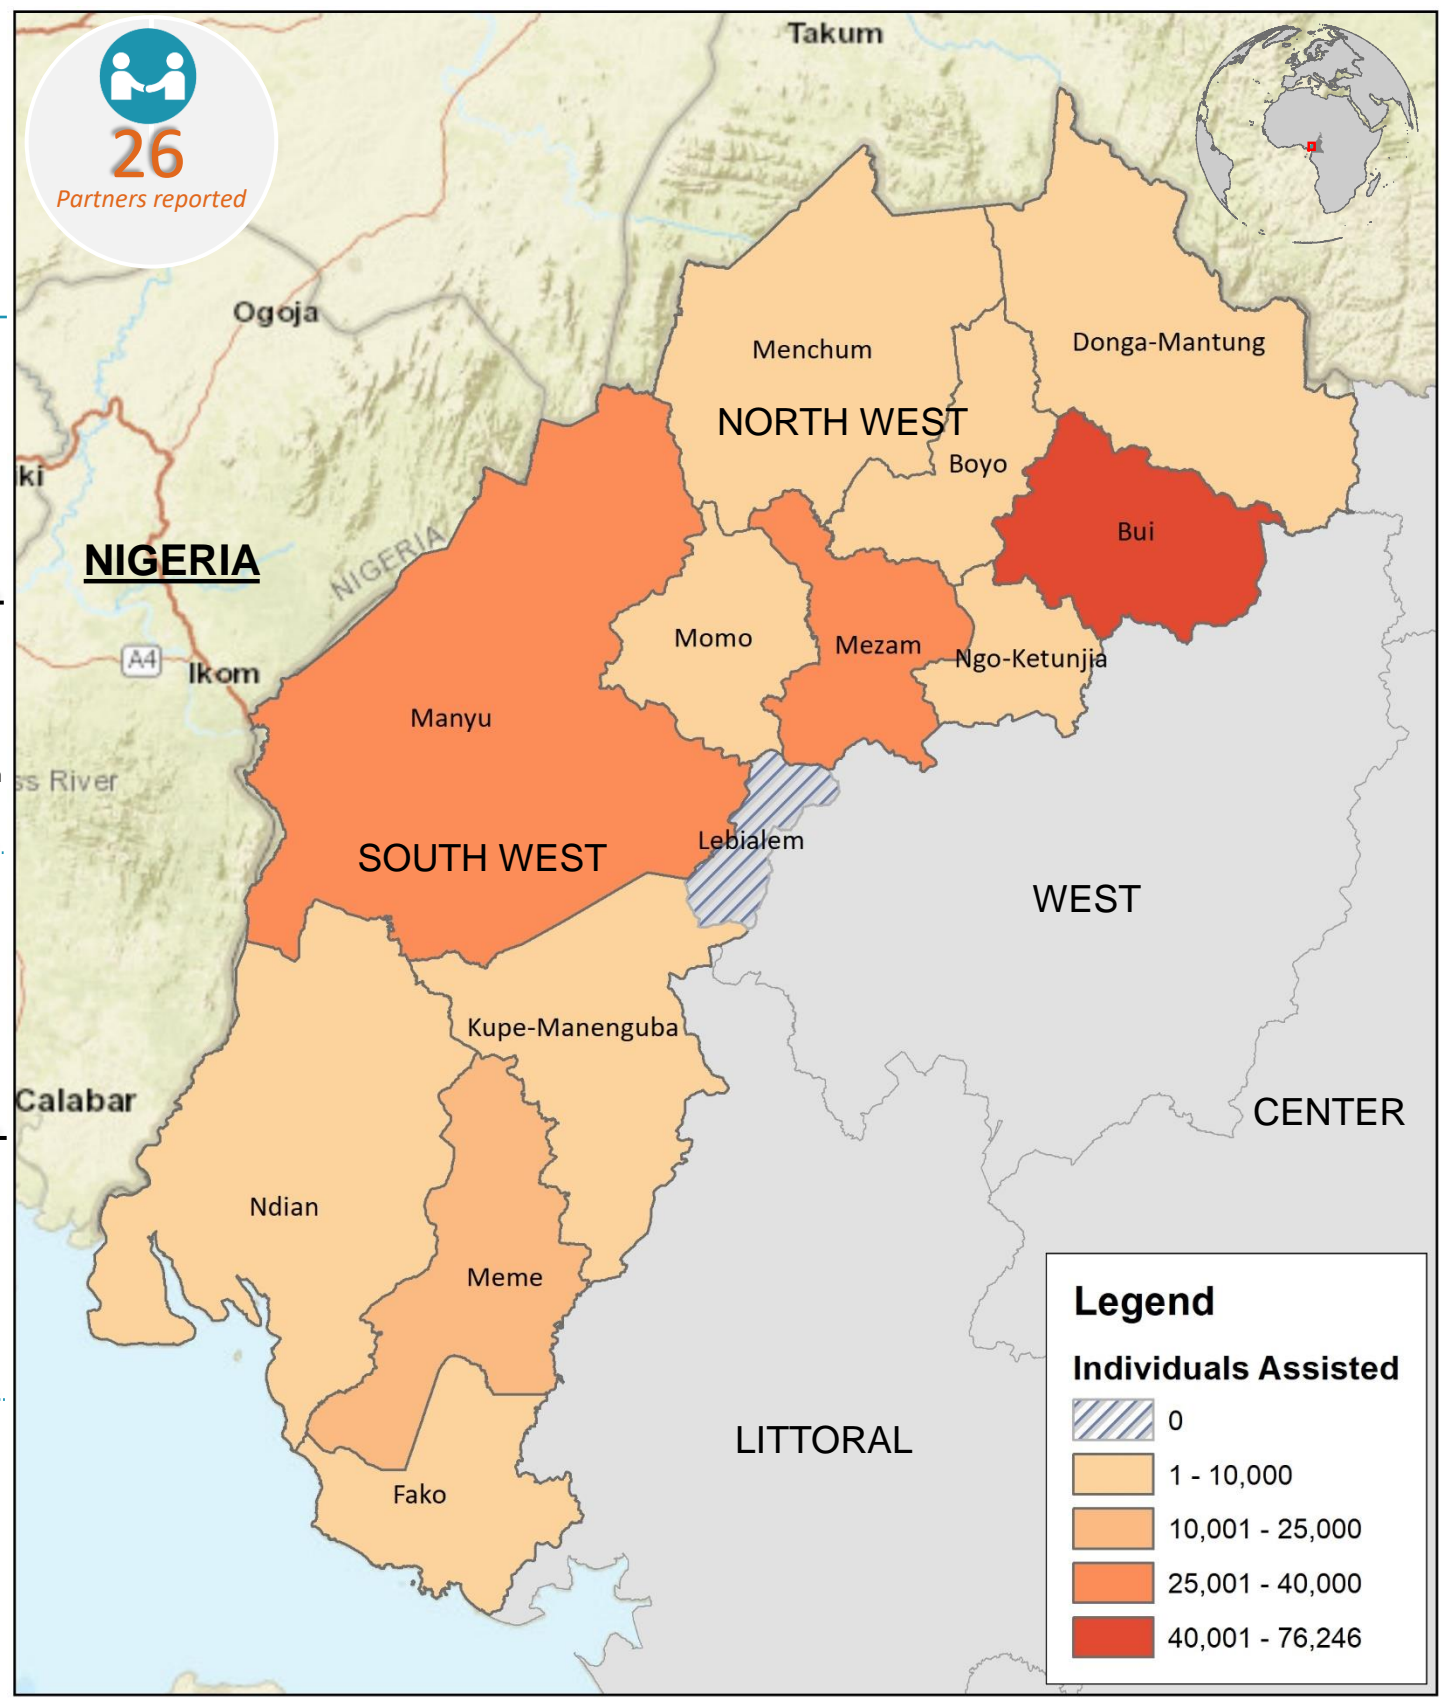 Takum
26
Partners reported
Ogoja
Menchum
Donga-Mantung
NORTH WEST
Boyo
iki
Bui
NIGERIA
NIGERIA
Momo
Mezam
Ngo-Ketunjia
A4
Ikom
Manyu
ss River
Lebialem
SOUTH WEST
WEST
Kupe-Manenguba
Calabar
CENTER
Ndian
Meme
Legend
Individuals Assisted
0
1 - 10,000
10,001 - 25,000
25,001 - 40,000
40,001 - 76,246
LITTORAL
Fako